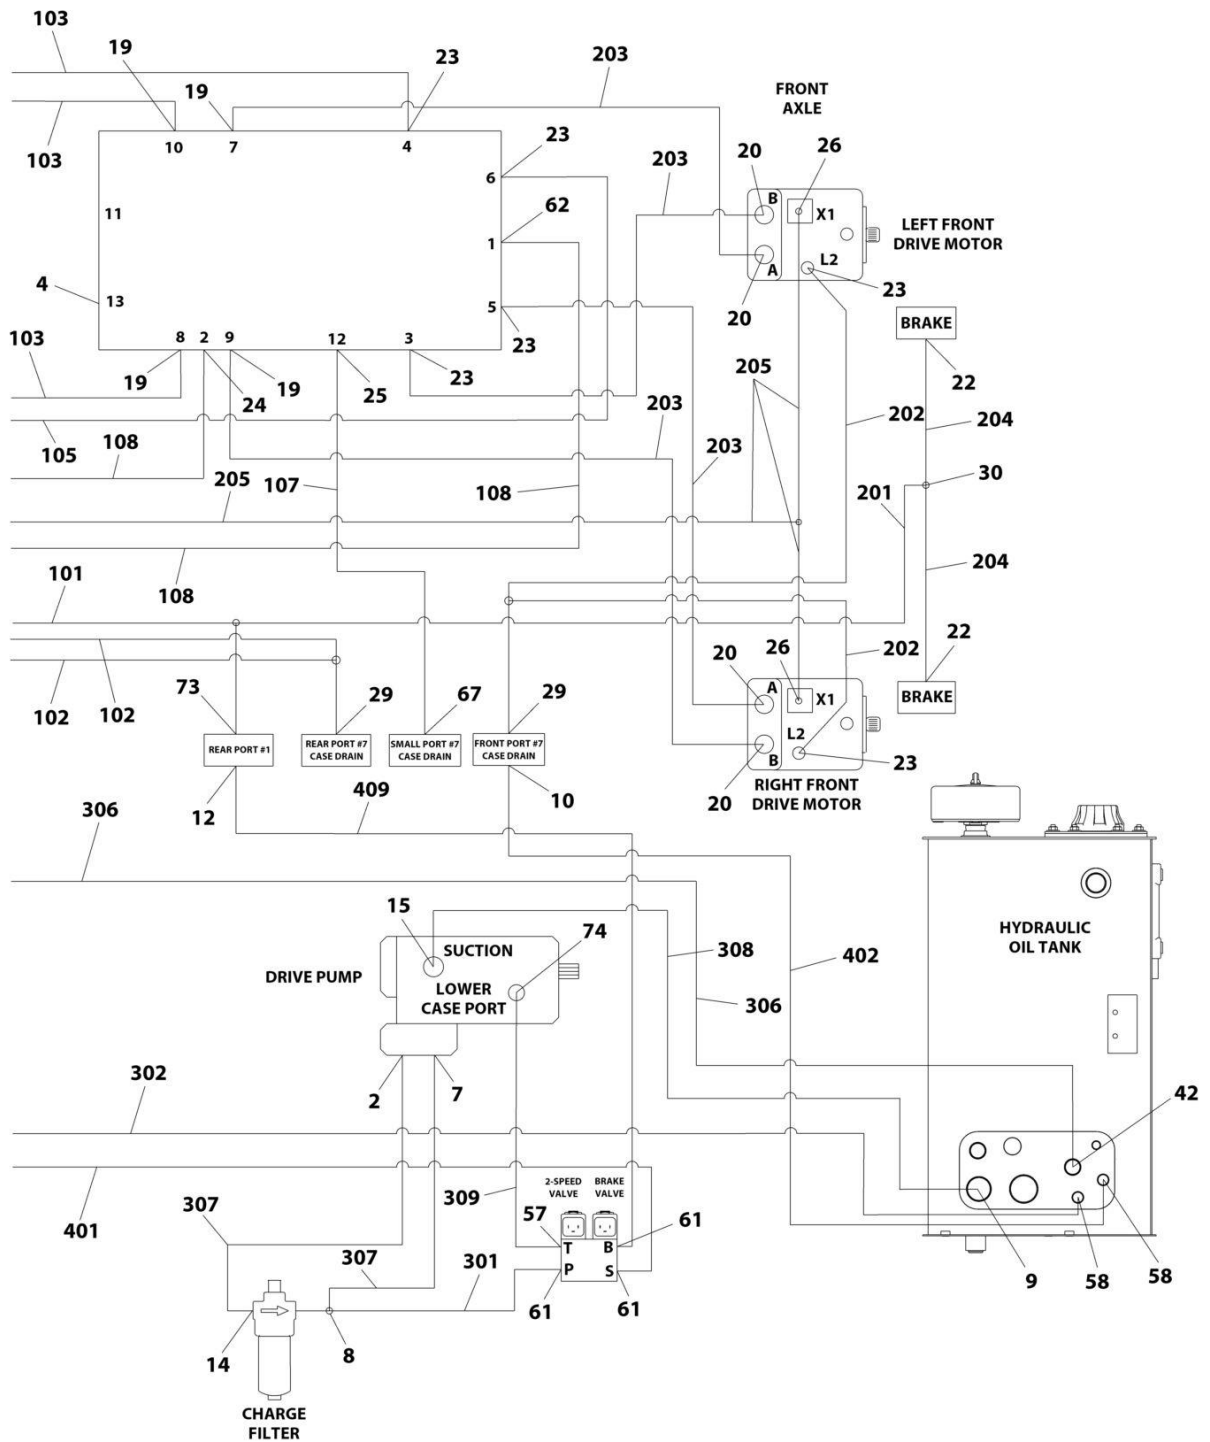 103
19
23
203
FRONT
AXLE
19
103
10
7
4
23
203
20
26
6
B
X1
11
62
LEFT FRONT
DRIVE MOTOR
1
L2
A
4
13
5
23
20
BRAKE
103
8
2
9
12
3
23
19
19
23
205
22
24
25
203
202
204
105
108
203
30
205
107
108
201
101
108
204
22
20
26
202
A
X1
BRAKE
73
29
67
29
102
102
L2
REAR PORT #1
REAR PORT #7
CASE DRAIN
SMALL PORT #7
CASE DRAIN
FRONT PORT #7
CASE DRAIN
B
23
RIGHT FRONT
DRIVE MOTOR
20
12
409
10
306
15
74
HYDRAULIC
OIL TANK
SUCTION
308
402
DRIVE PUMP
LOWER
CASE PORT
306
302
2
7
42
2-SPEED
VALVE
BRAKE
VALVE
309
307
401
57
61
T
B
307
301
P
S
9
58
58
61
61
14
8
CHARGE
FILTER